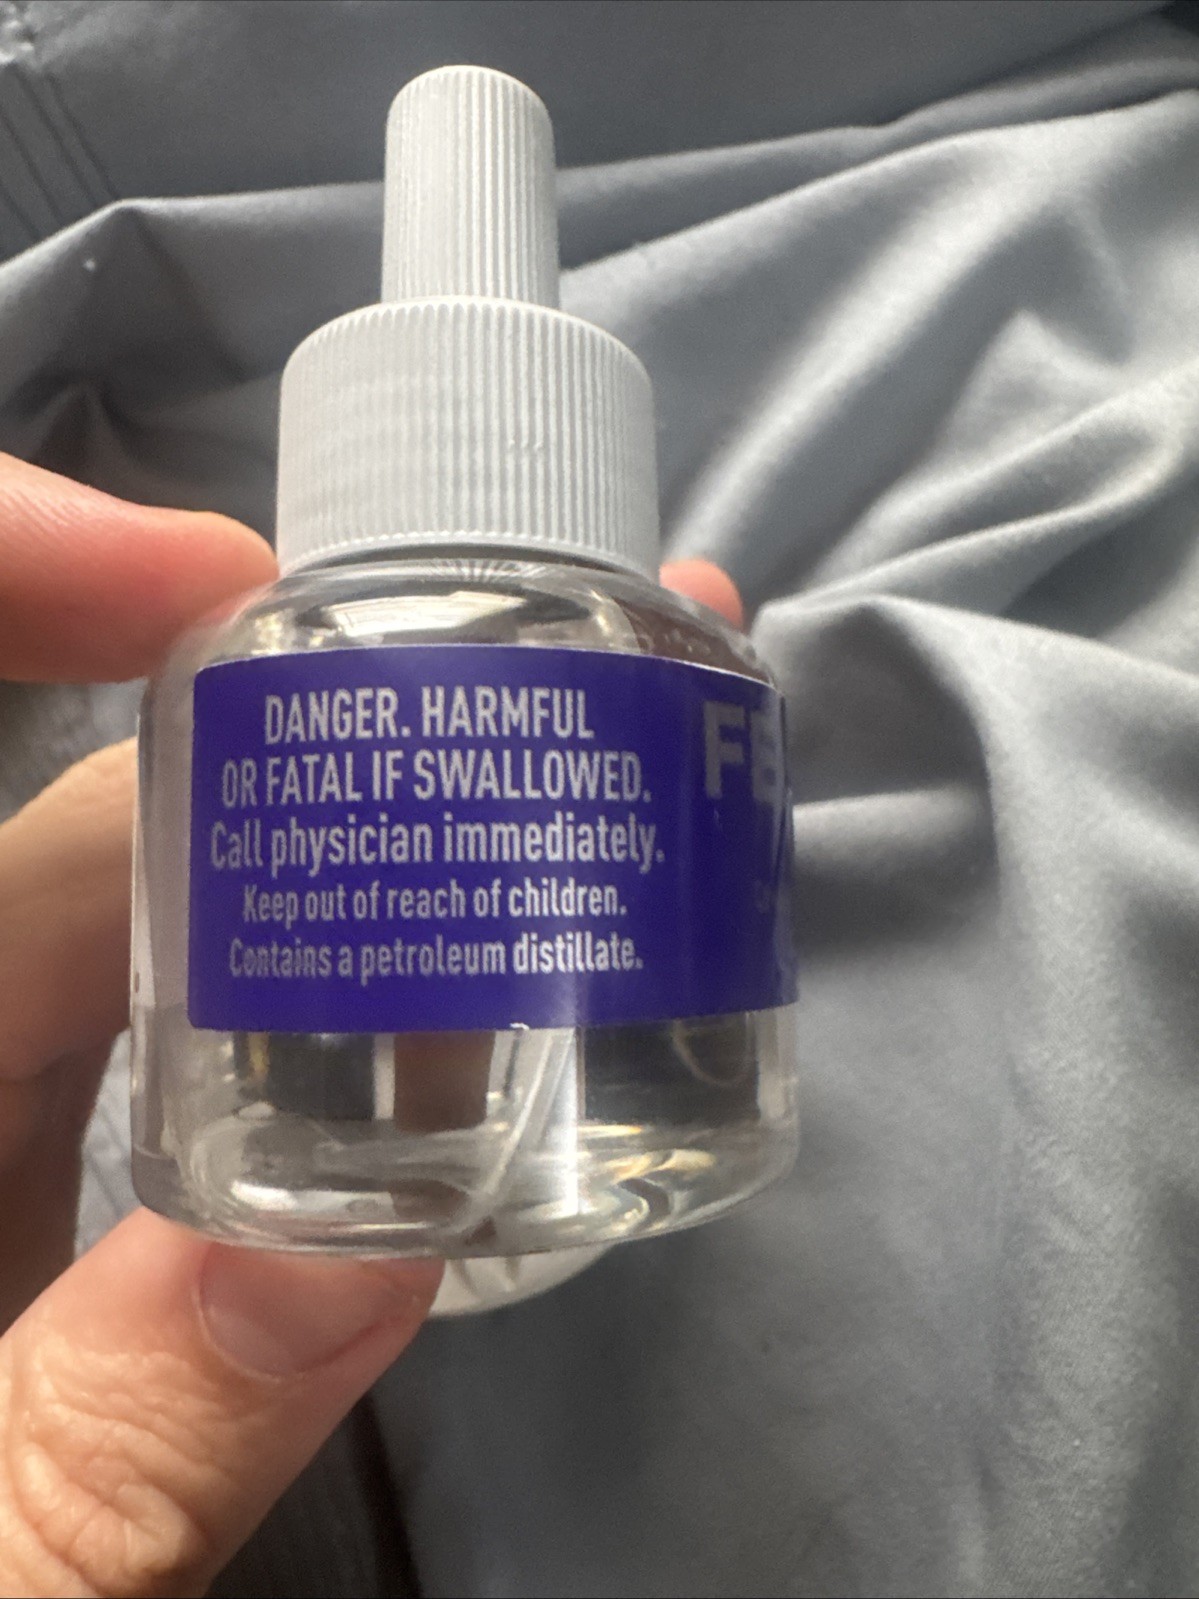 DANGER. HARMFUL
OR FATAL IF SWALLOWED.
Call physician immediately.
Keep out of reach of children.
Contains a petroleum distillate.